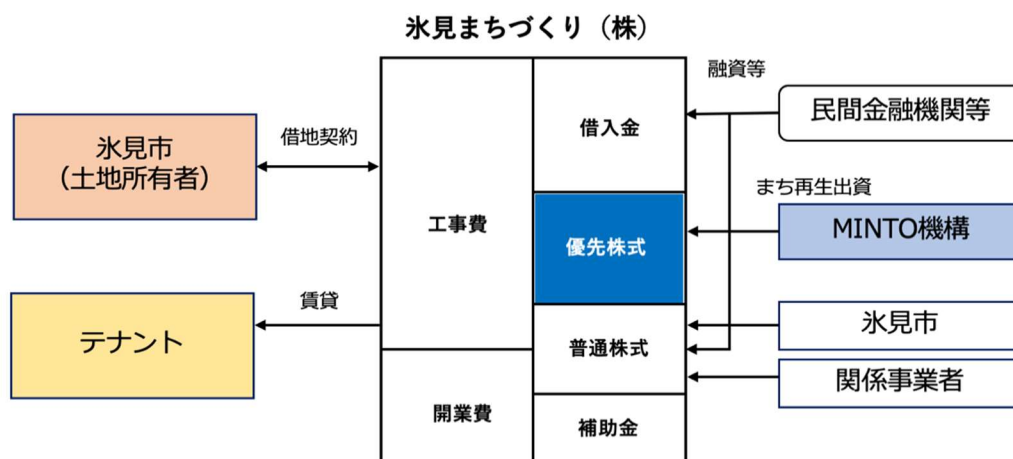 氷見まちづくり（株）
融資等
民間金融機関等
借入金
借地契約
氷見市
（土地所有者）
まち再生出資
MINTO機構
工事費
優先株式
賃貸
テナント
氷見市
普通株式
関係事業者
開業費
補助金